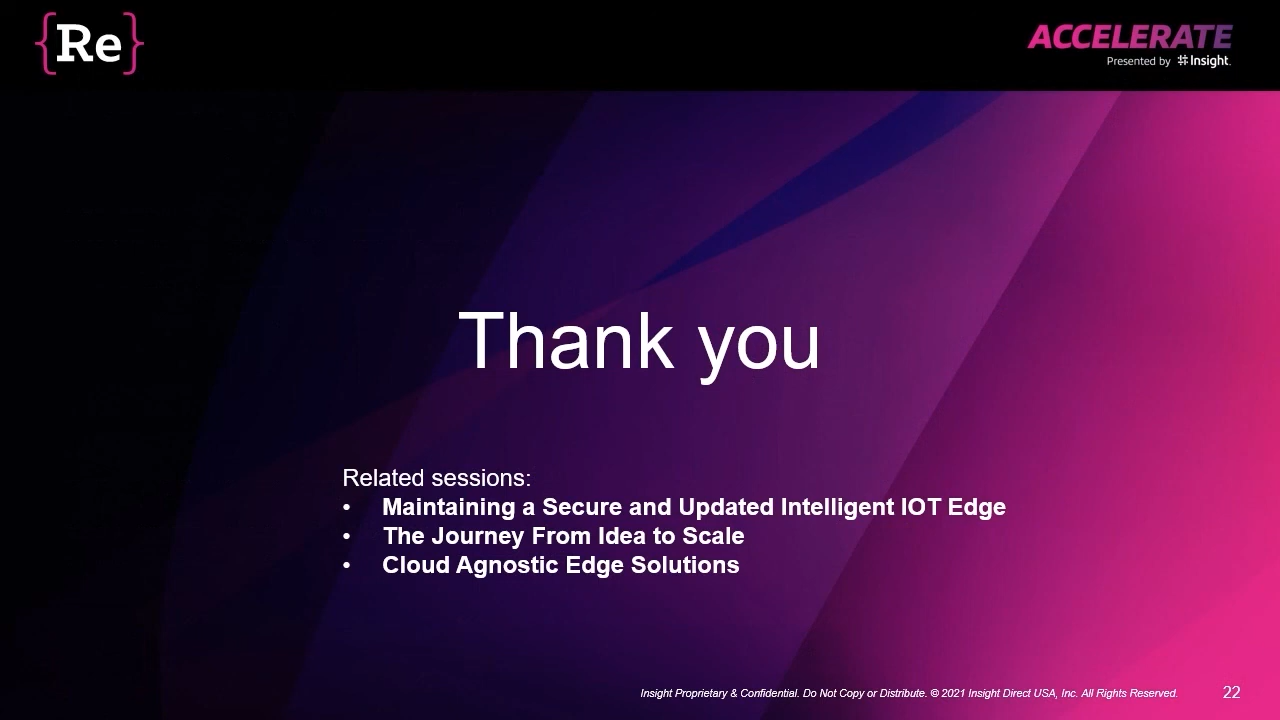 {Re}
ACCELERATE
Presented by Insight.
Thank you
Related sessions:
• Maintaining a Secure and Updated Intelligent IOT Edge
• The Journey From Idea to Scale
• Cloud Agnostic Edge Solutions
Insight Proprietary & Confidential. Do Not Copy or Distribute. © 2021 Insight Direct USA, Inc. All Rights Reserved.
22